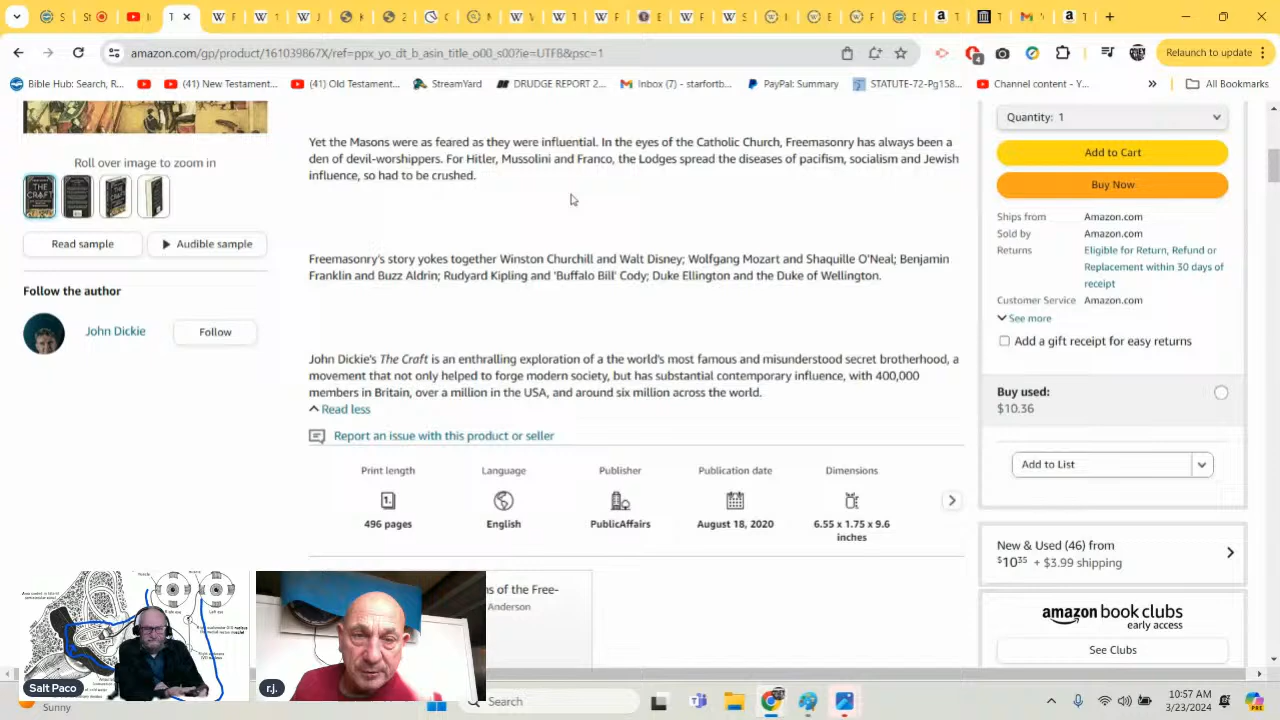 amazon.com/gp/product/161039867X/ref=ppx_yo_dt_b_asin_title_o00_s00?ie=UTF8&psc=1
Relaunch to update
Bible Hub: Search, R...
(41) New Testament...
(41) Old Testament...
StreamYard
DRUDGE REPORT 2...
Inbox (7) - starfortb...
PayPal: Summary
STATUTE-72-Pg158...
Channel content - Y...
All Bookmarks
Roll over image to zoom in
THE CRAFT
Read sample
Audible sample
Follow the author
John Dickie
Follow
Yet the Masons were as feared as they were influential. In the eyes of the Catholic Church, Freemasonry has always been a
den of devil-worshippers. For Hitler, Mussolini and Franco, the Lodges spread the diseases of pacifism, socialism and Jewish
influence, so had to be crushed.
Freemasonry's story yokes together Winston Churchill and Walt Disney; Wolfgang Mozart and Shaquille O'Neal; Benjamin
Franklin and Buzz Aldrin; Rudyard Kipling and 'Buffalo Bill' Cody; Duke Ellington and the Duke of Wellington.
John Dickie's The Craft is an enthralling exploration of a the world's most famous and misunderstood secret brotherhood, a
movement that not only helped to forge modern society, but has substantial contemporary influence, with 400,000
members in Britain, over a million in the USA, and around six million across the world.
Read less
Report an issue with this product or seller
Print length
Language
Publisher
Publication date
Dimensions
496 pages
English
PublicAffairs
August 18, 2020
6.55 x 1.75 x 9.6
inches
ns of the Free-
Anderson
Quantity: 1
Add to Cart
Buy Now
Ships from Amazon.com
Sold by Amazon.com
Returns Eligible for Return, Refund or
Replacement within 30 days of
receipt
Customer Service Amazon.com
See more
Add a gift receipt for easy returns
Buy used:
$10.36
Add to List
New & Used (46) from
$10.35 + $3.99 shipping
amazon book clubs
early access
See Clubs
Right eye
Left eye
Salt Paco
r.j.
Sunny
Search
10:57 AM
3/23/2024